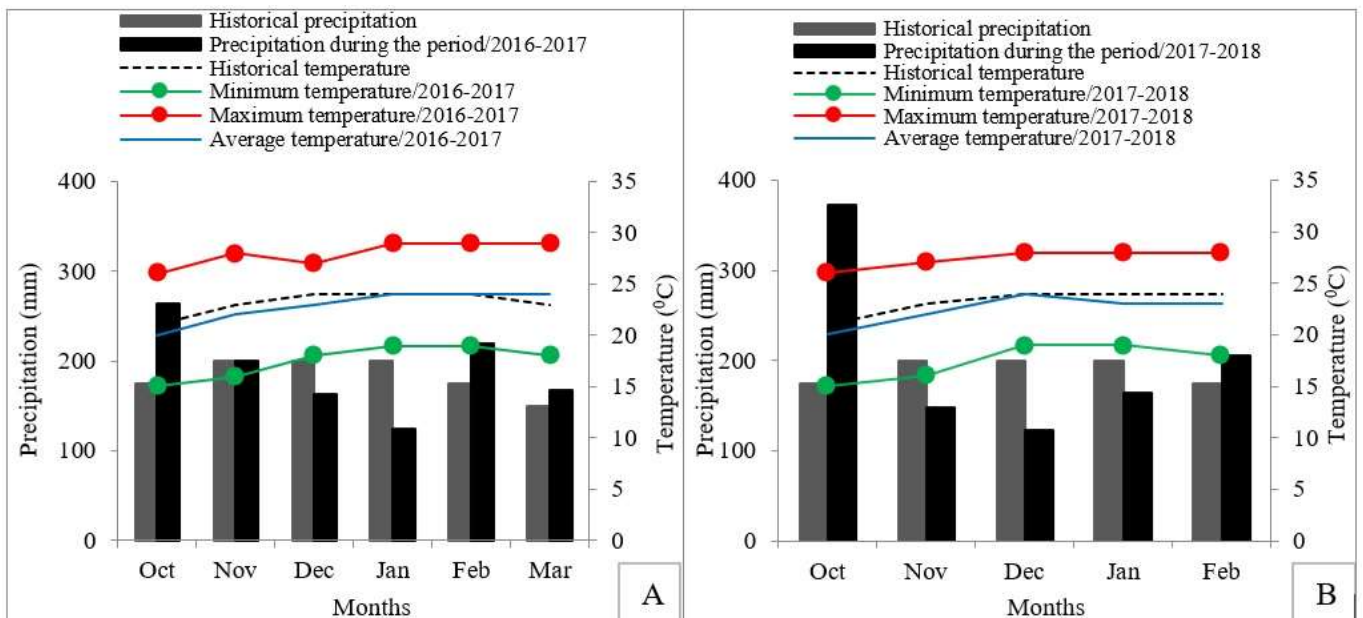 Historical precipitation
Precipitation during the period/2016-2017
Historical temperature
Minimum temperature/2016-2017
Maximum temperature/2016-2017
Average temperature/2016-2017
400
300
200
100
0
Precipitation (mm)
35
30
25
20
15
10
5
0
Temperature (⁰C)
Oct Nov Dec Jan Feb Mar
Months
A
Historical precipitation
Precipitation during the period/2017-2018
Historical temperature
Minimum temperature/2017-2018
Maximum temperature/2017-2018
Average temperature/2017-2018
400
300
200
100
0
Precipitation (mm)
35
30
25
20
15
10
5
0
Temperature (⁰C)
Oct Nov Dec Jan Feb
Months
B